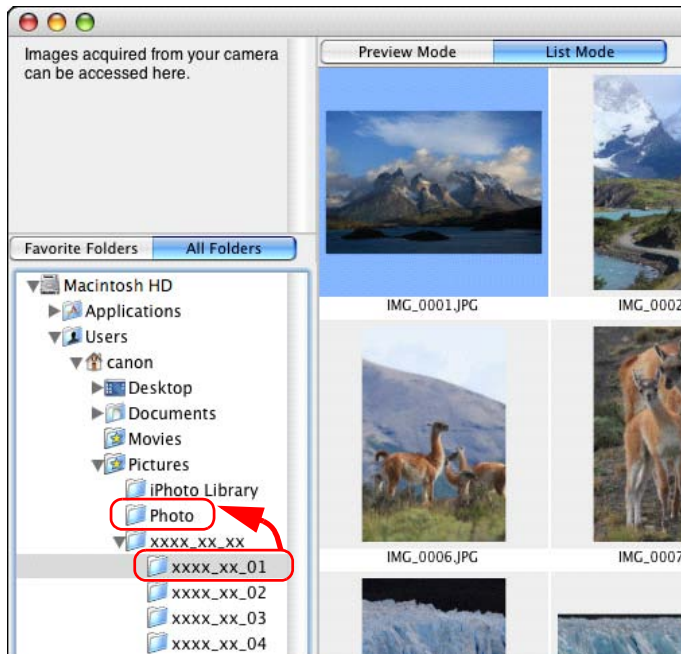 Images acquired from your camera
can be accessed here.
Preview Mode
List Mode
Favorite Folders
All Folders
Macintosh HD
Applications
Users
canon
Desktop
Documents
Movies
Pictures
iPhoto Library
Photo
xxxx_xx_xx
xxxx_xx_01
xxxx_xx_02
xxxx_xx_03
xxxx_xx_04
IMG_0001.JPG
IMG_0002
IMG_0006.JPG
IMG_0007